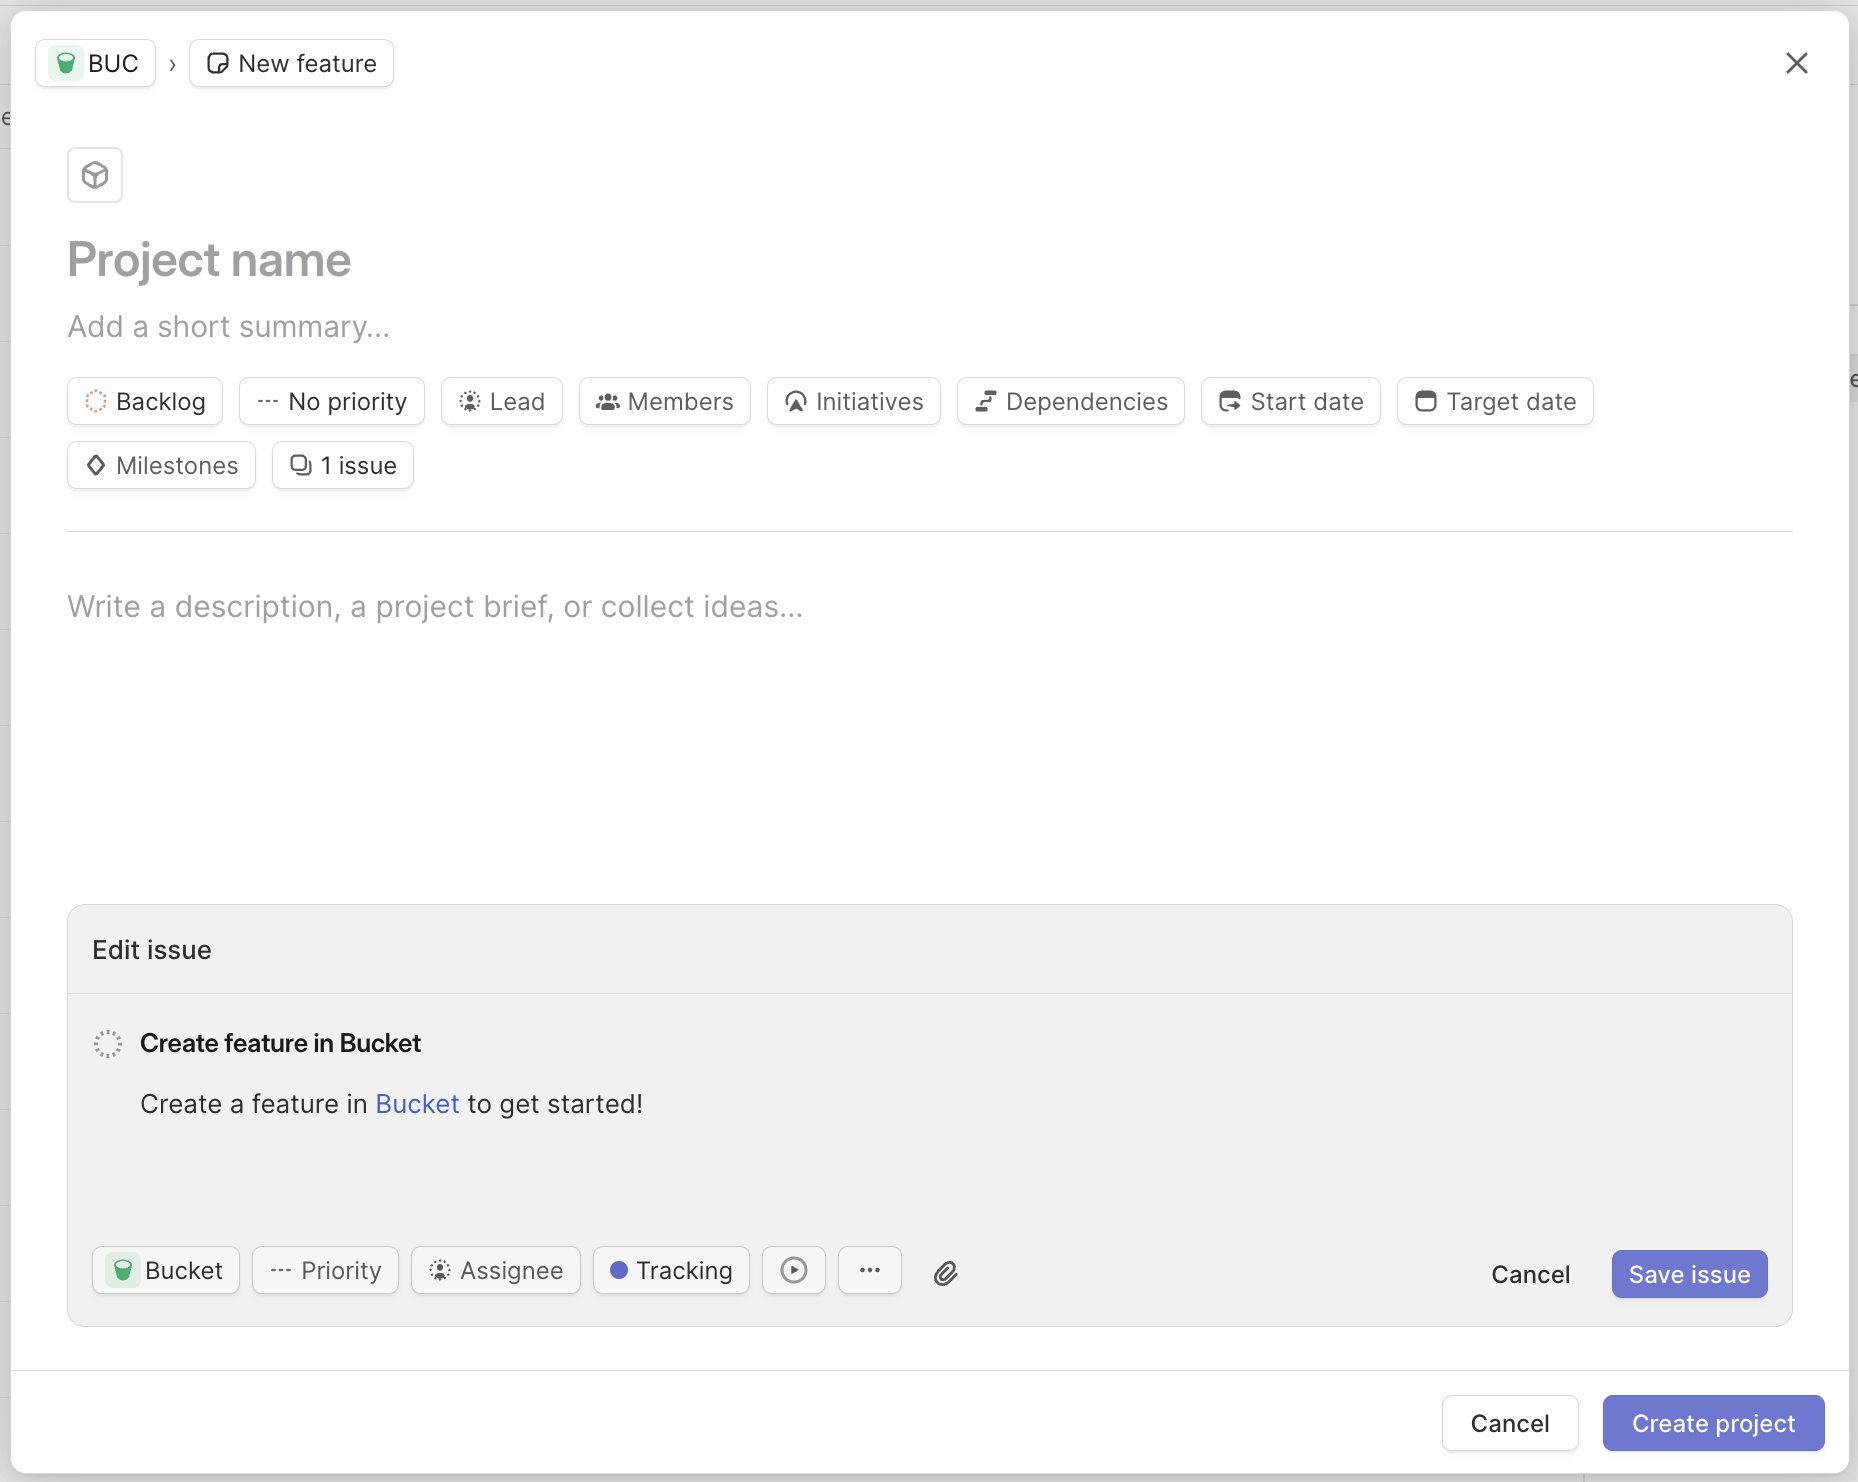 BUC › New feature
Project name
Add a short summary...
Backlog --- No priority Lead Members Initiatives Dependencies Start date Target date
Milestones 1 issue
Write a description, a project brief, or collect ideas...
Edit issue
Create feature in Bucket
Create a feature in Bucket to get started!
Bucket --- Priority Assignee Tracking ... Cancel Save issue
Cancel Create project